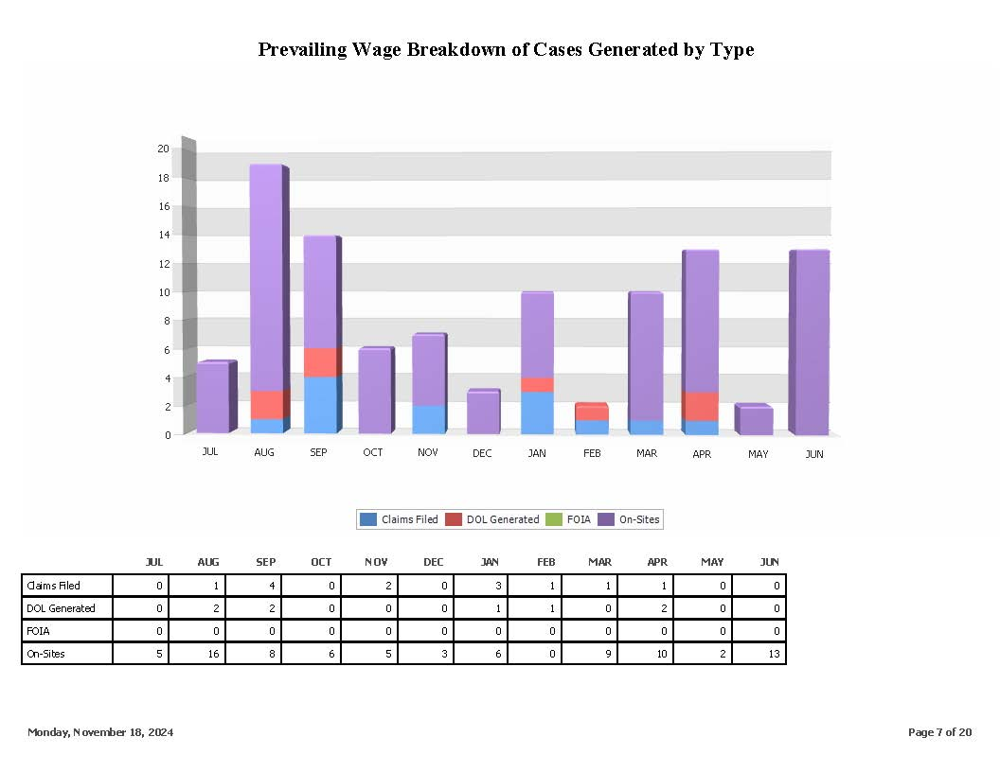 Prevailing Wage Breakdown of Cases Generated by Type
20
18
16
14
12
10
8
6
4
2
0
JUL AUG SEP OCT NOV DEC JAN FEB MAR APR MAY JUN
Claims Filed DOL Generated FOIA On-Sites
JUL AUG SEP OCT NOV DEC JAN FEB MAR APR MAY JUN
Claims Filed 0 1 4 0 2 0 3 1 1 1 0 0
DOL Generated 0 2 2 0 0 0 1 1 0 2 0 0
FOIA 0 0 0 0 0 0 0 0 0 0 0 0
On-Sites 5 16 8 6 5 3 6 0 9 10 2 13
Monday, November 18, 2024 Page 7 of 20